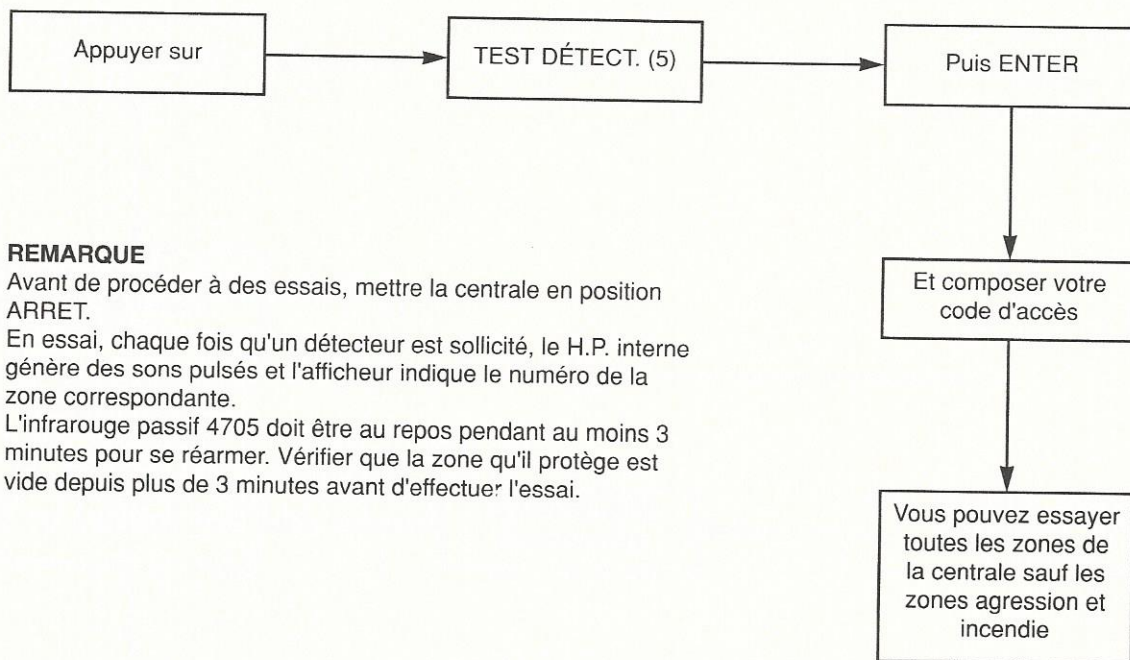 Appuyer sur
TEST DÉTECT. (5)
Puis ENTER
REMARQUE
Avant de procéder à des essais, mettre la centrale en position
ARRET.
En essai, chaque fois qu'un détecteur est sollicité, le H.P. interne
génère des sons pulsés et l'afficheur indique le numéro de la
zone correspondante.
L'infrarouge passif 4705 doit être au repos pendant au moins 3
minutes pour se réarmer. Vérifier que la zone qu'il protège est
vide depuis plus de 3 minutes avant d'effectuer l'essai.
Et composer votre
code d'accès
Vous pouvez essayer
toutes les zones de
la centrale sauf les
zones agression et
incendie